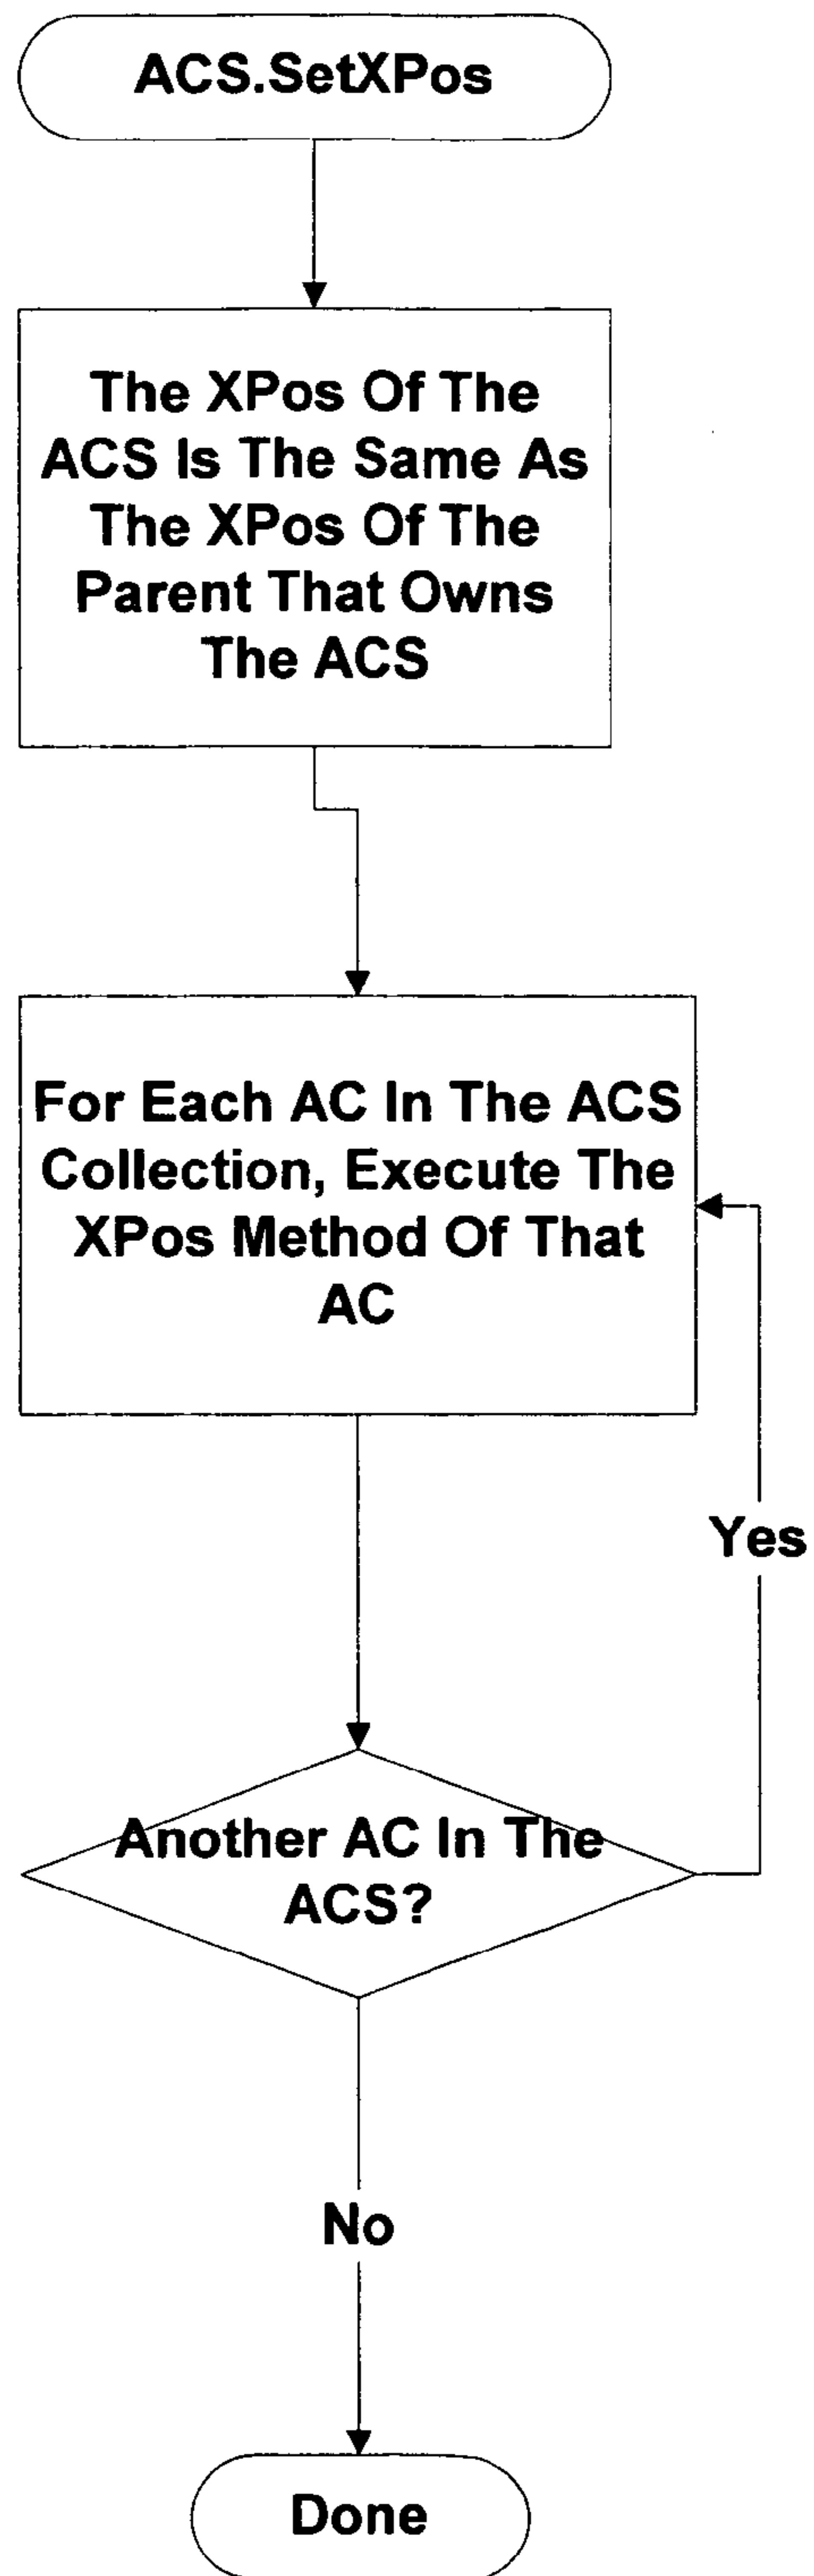 ACS.SetXPos
The XPos Of The
ACS Is The Same As
The XPos Of The
Parent That Owns
The ACS
For Each AC In The ACS
Collection, Execute The
XPos Method Of That
AC
Yes
Another AC In The
ACS?
No
Done